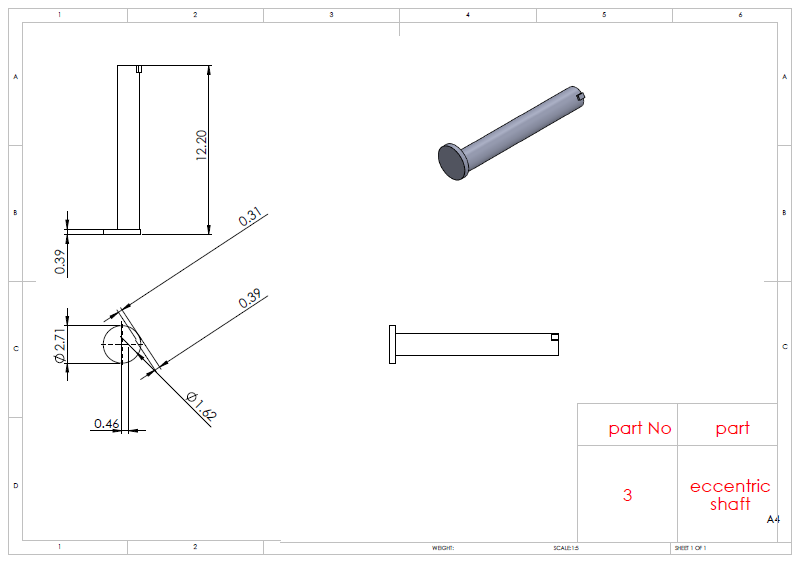 1 2 3 4 5 6
A A
12.20
B B
0.31
0.39
0.39
C C
Ø2.71
Ø1.62
0.46
part No part
3 eccentric
shaft
D
A4
1 2
WEIGHT: SCALE:1:5 SHEET 1 OF 1